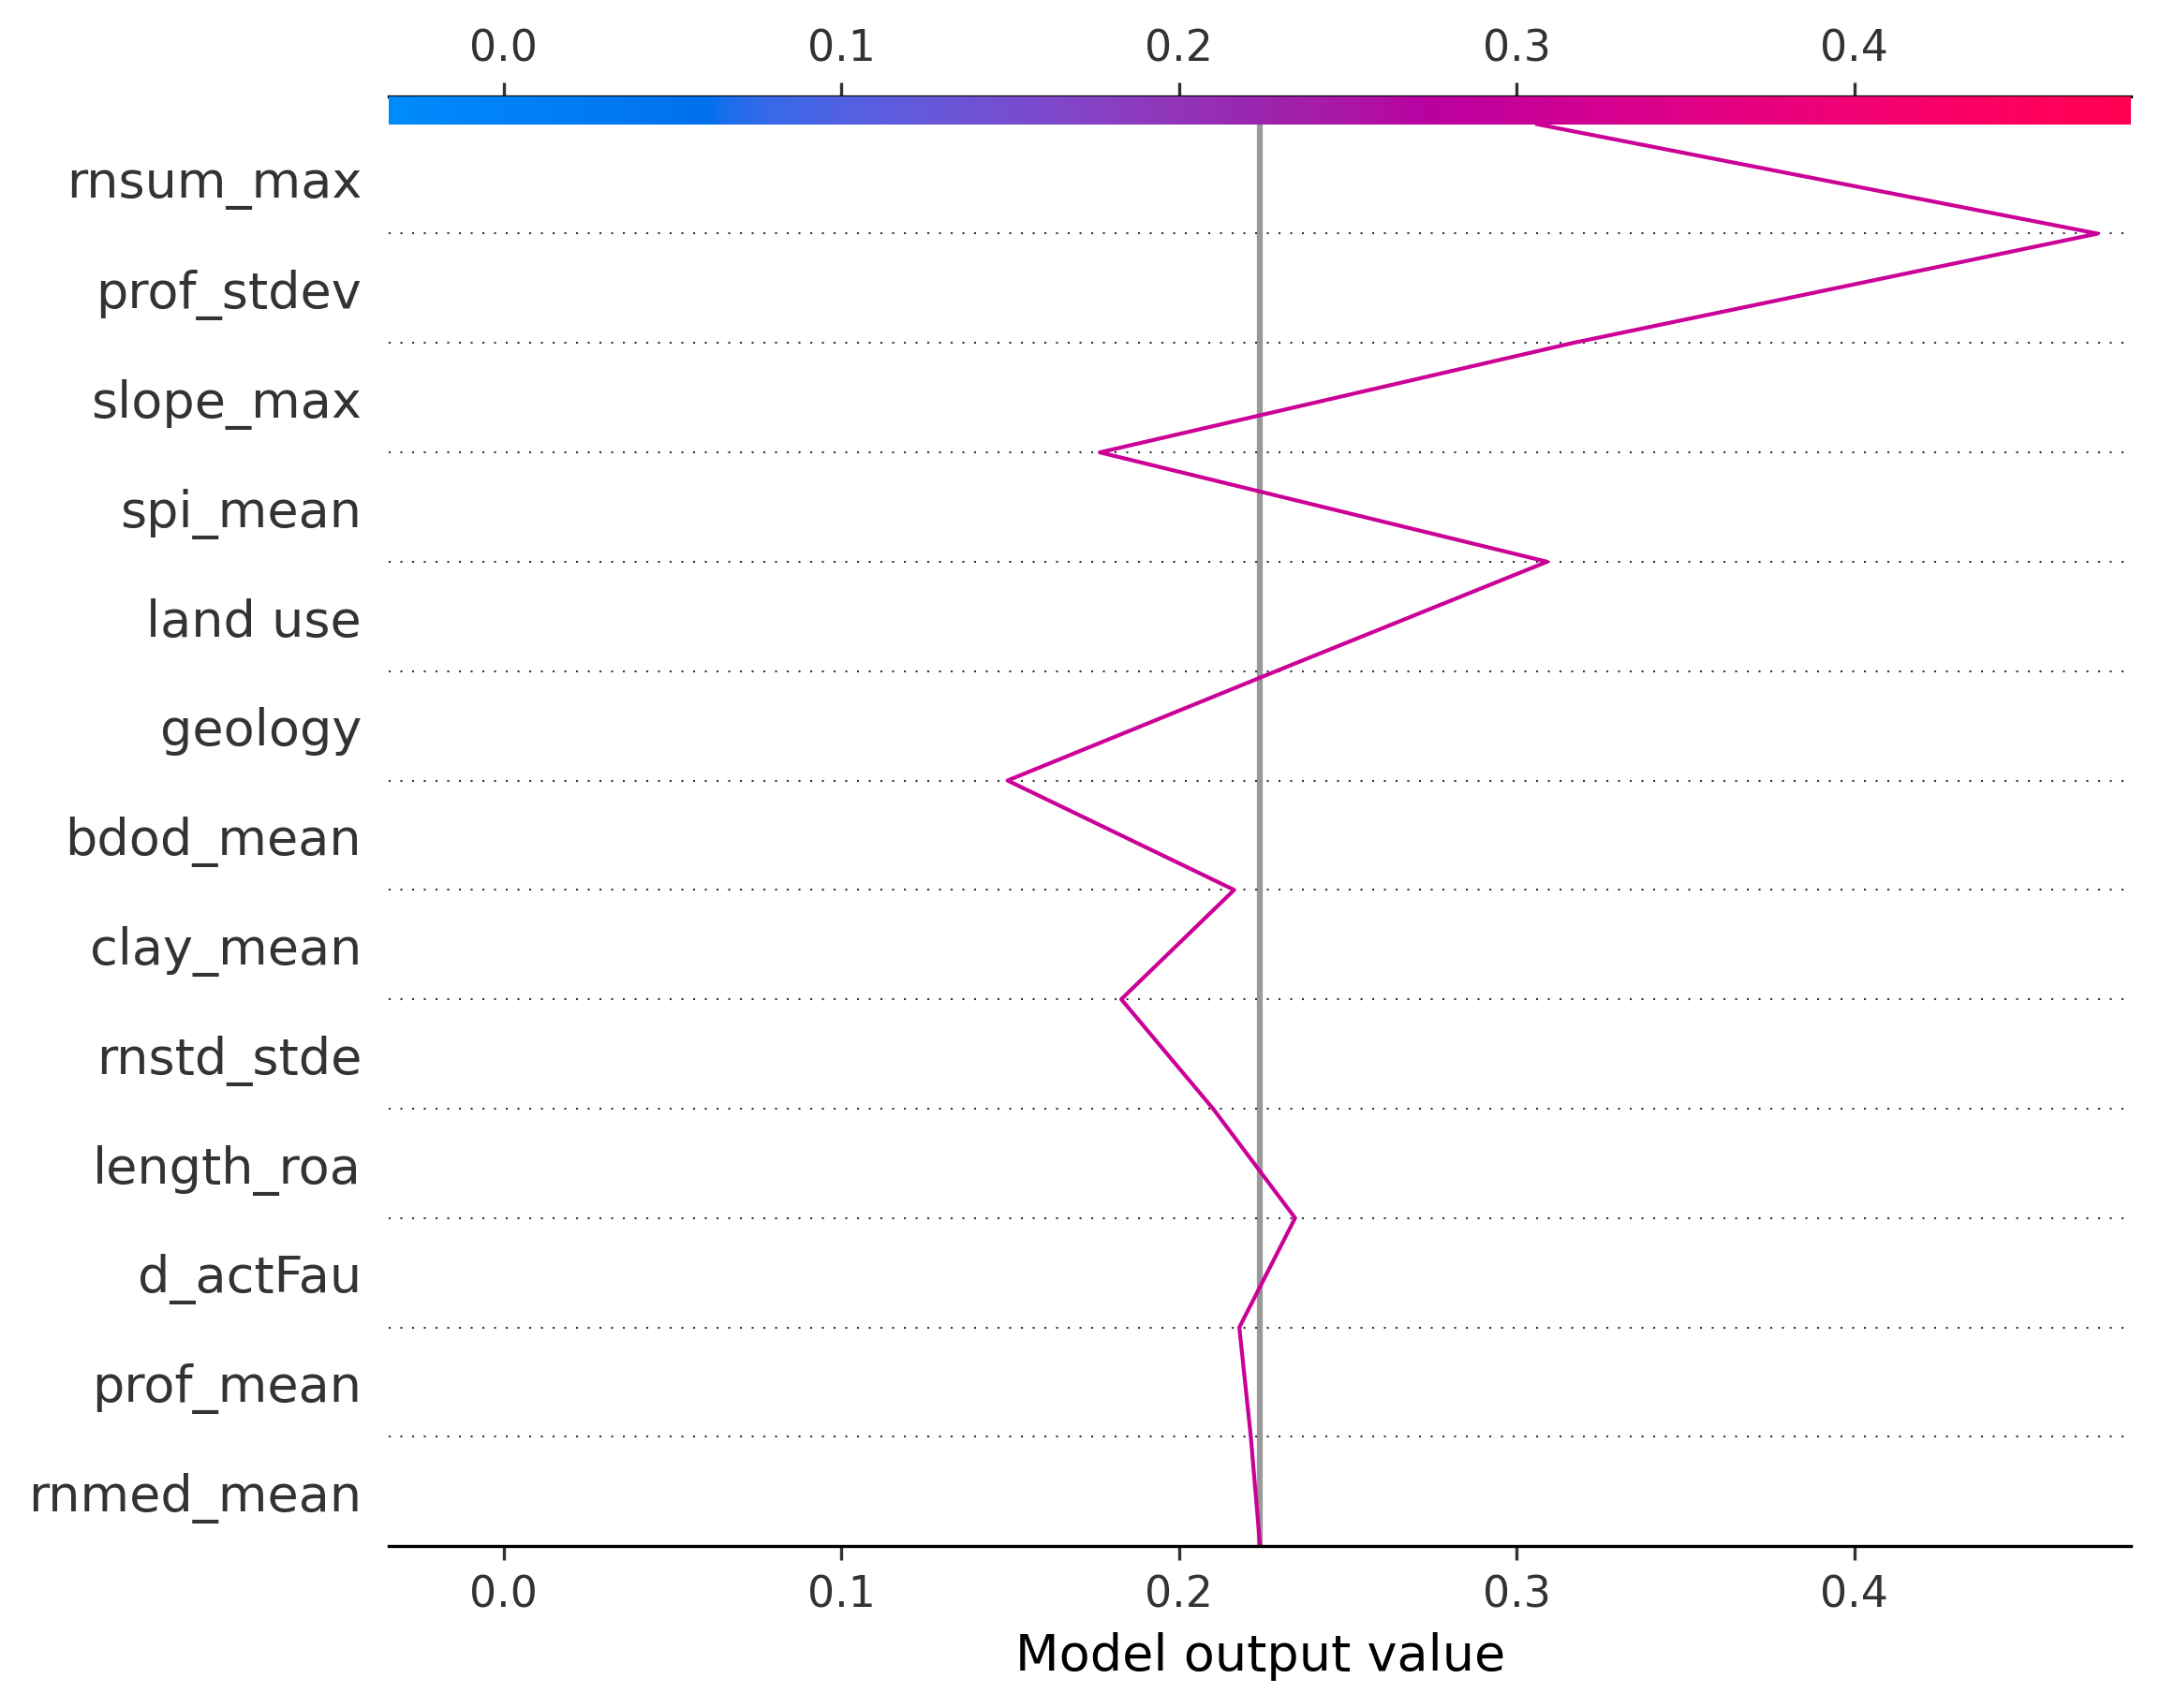 0.0 0.1 0.2 0.3 0.4
rnsum_max
prof_stdev
slope_max
spi_mean
land use
geology
bdod_mean
clay_mean
rnstd_stde
length_roa
d_actFau
prof_mean
rnmed_mean
0.0 0.1 0.2 0.3 0.4
Model output value